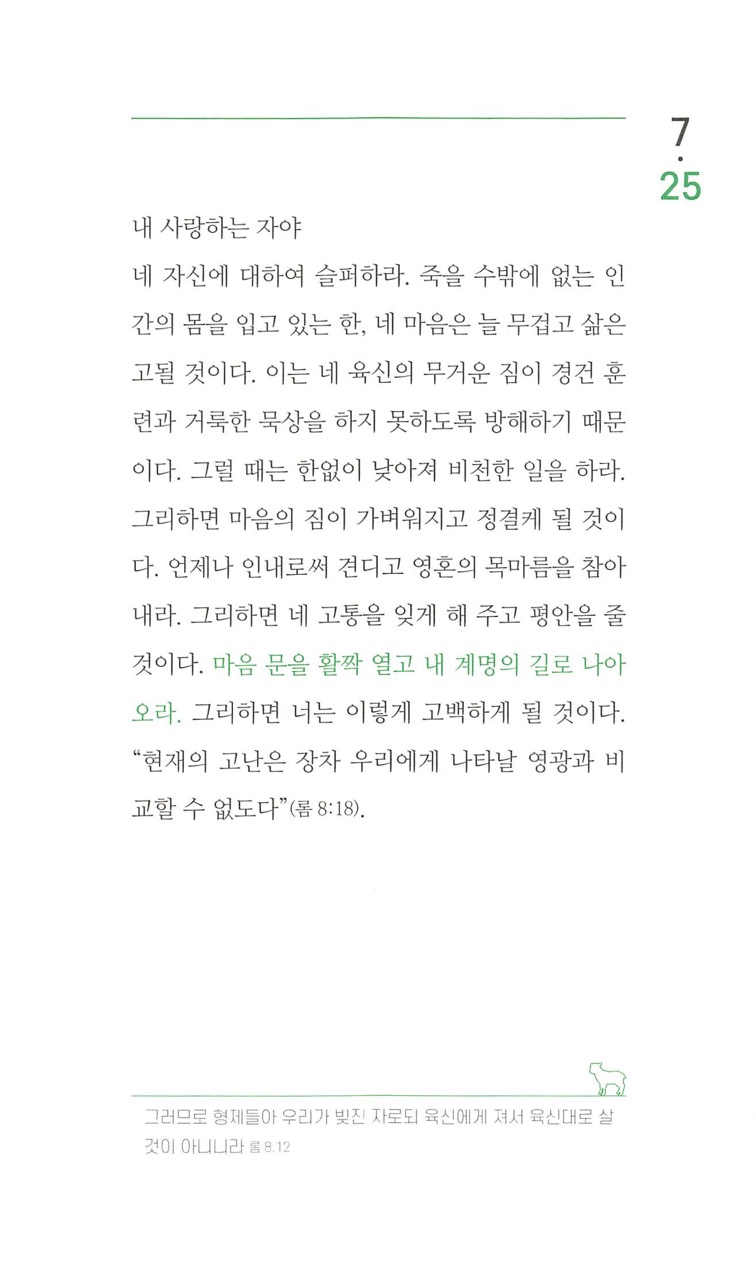 7
·
25
내 사랑하는 자야
네 자신에 대하여 슬퍼하라. 죽을 수밖에 없는 인
간의 몸을 입고 있는 한, 네 마음은 늘 무겁고 삶은
고될 것이다. 이는 네 육신의 무거운 짐이 경건 훈
련과 거룩한 묵상을 하지 못하도록 방해하기 때문
이다. 그럴 때는 한없이 낮아져 비천한 일을 하라.
그리하면 마음의 짐이 가벼워지고 정결케 될 것이
다. 언제나 인내로써 견디고 영혼의 목마름을 참아
내라. 그리하면 네 고통을 잊게 해 주고 평안을 줄
것이다. 마음 문을 활짝 열고 내 계명의 길로 나아
오라. 그리하면 너는 이렇게 고백하게 될 것이다.
“현재의 고난은 장차 우리에게 나타날 영광과 비
교할 수 없도다”(롬 8:18).
그러므로 형제들아 우리가 빚진 자로되 육신에게 져서 육신대로 살
것이 아니니라 롬 8:12